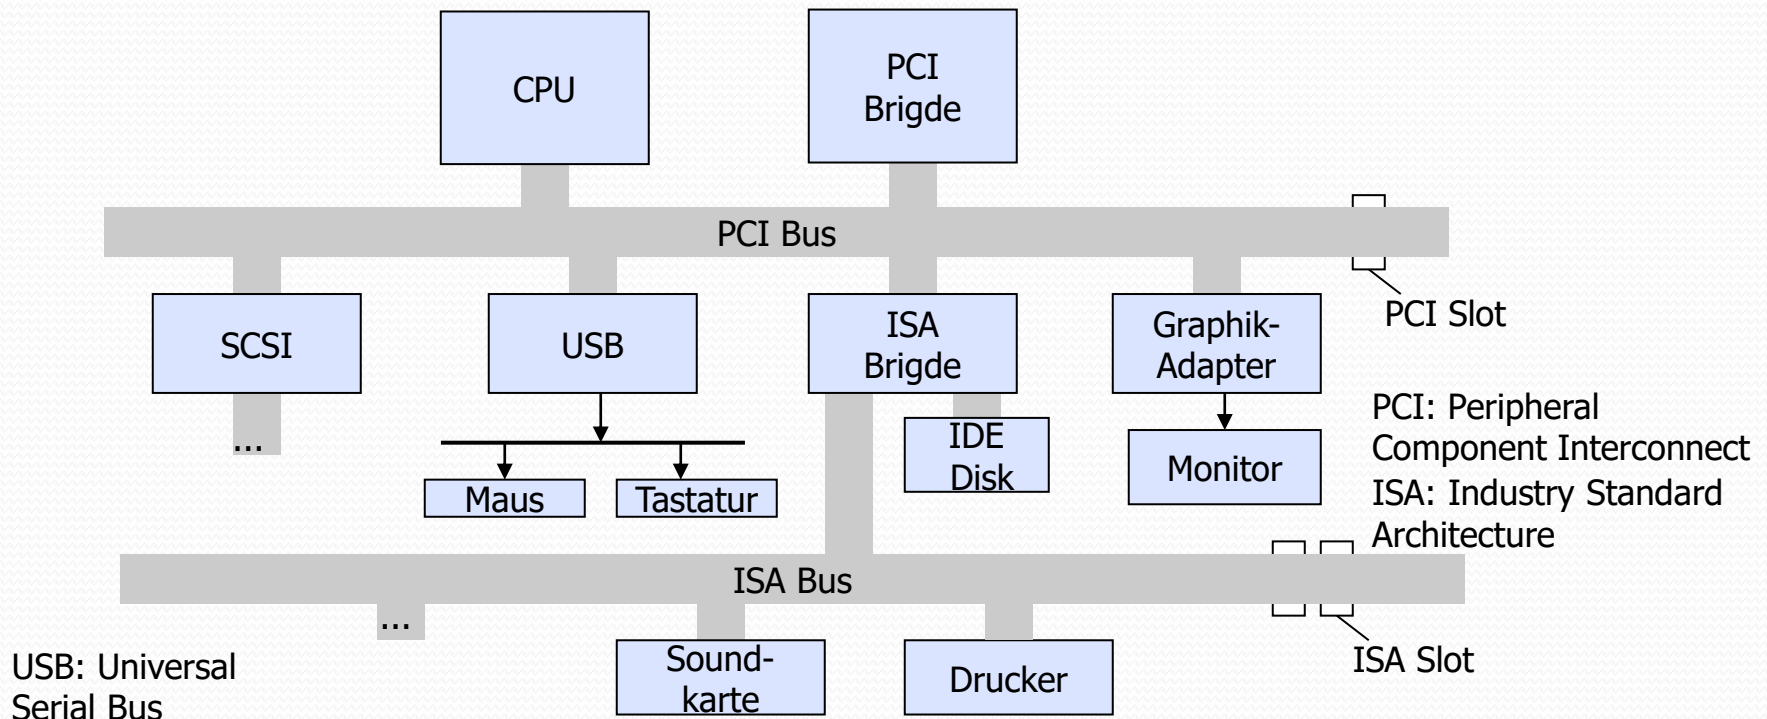 CPU
PCI
Brigde
PCI Bus
SCSI
USB
ISA
Brigde
Graphik-
Adapter
PCI Slot
...
Maus
Tastatur
IDE
Disk
Monitor
PCI: Peripheral
Component Interconnect
ISA: Industry Standard
Architecture
ISA Bus
...
Sound-
karte
Drucker
ISA Slot
USB: Universal
Serial Bus